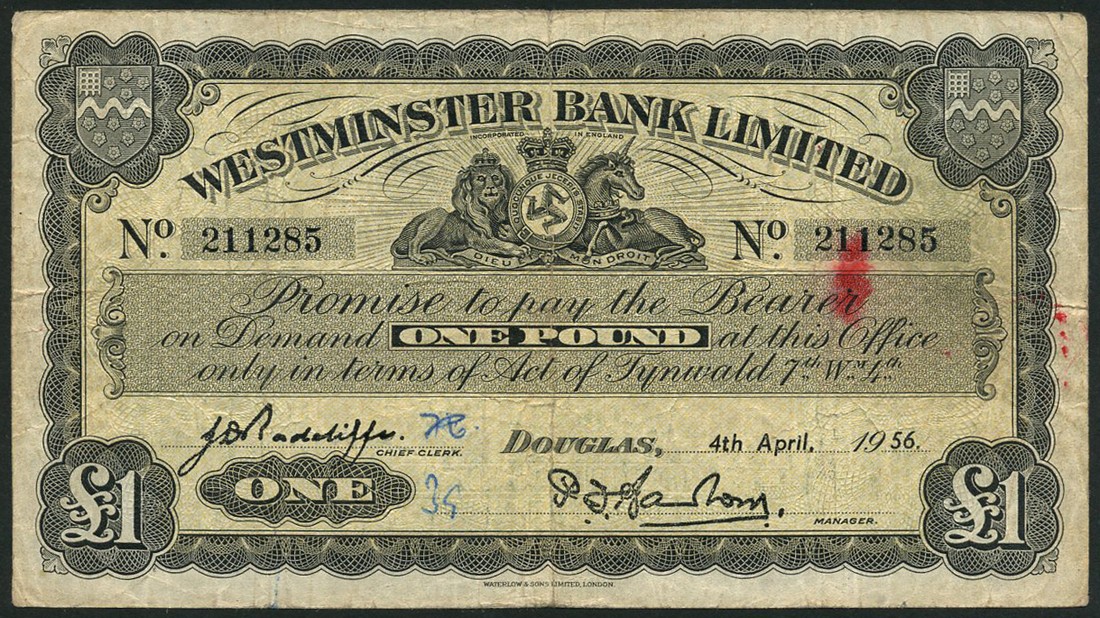 WESTMINSTER BANK LIMITED
INCORPORATED IN ENGLAND
QUOCUNQUE JECERIS STABIT
DIEU MON DROIT
No. 211285 No. 211285
Promise to pay the Bearer
on Demand ONE POUND at this Office
only in terms of Act of Tynwald 7th Wm 4th
J D Radcliffe.
CHIEF CLERK.
DOUGLAS, 4th April. 1956.
£1 ONE £1
MANAGER.
WATERLOW & SONS LIMITED, LONDON.